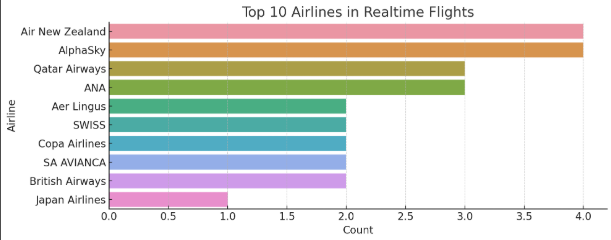 Top 10 Airlines in Realtime Flights
Air New Zealand
AlphaSky
Qatar Airways
ANA
Aer Lingus
SWISS
Copa Airlines
SA AVIANCA
British Airways
Japan Airlines
Airline
0.0 0.5 1.0 1.5 2.0 2.5 3.0 3.5 4.0
Count